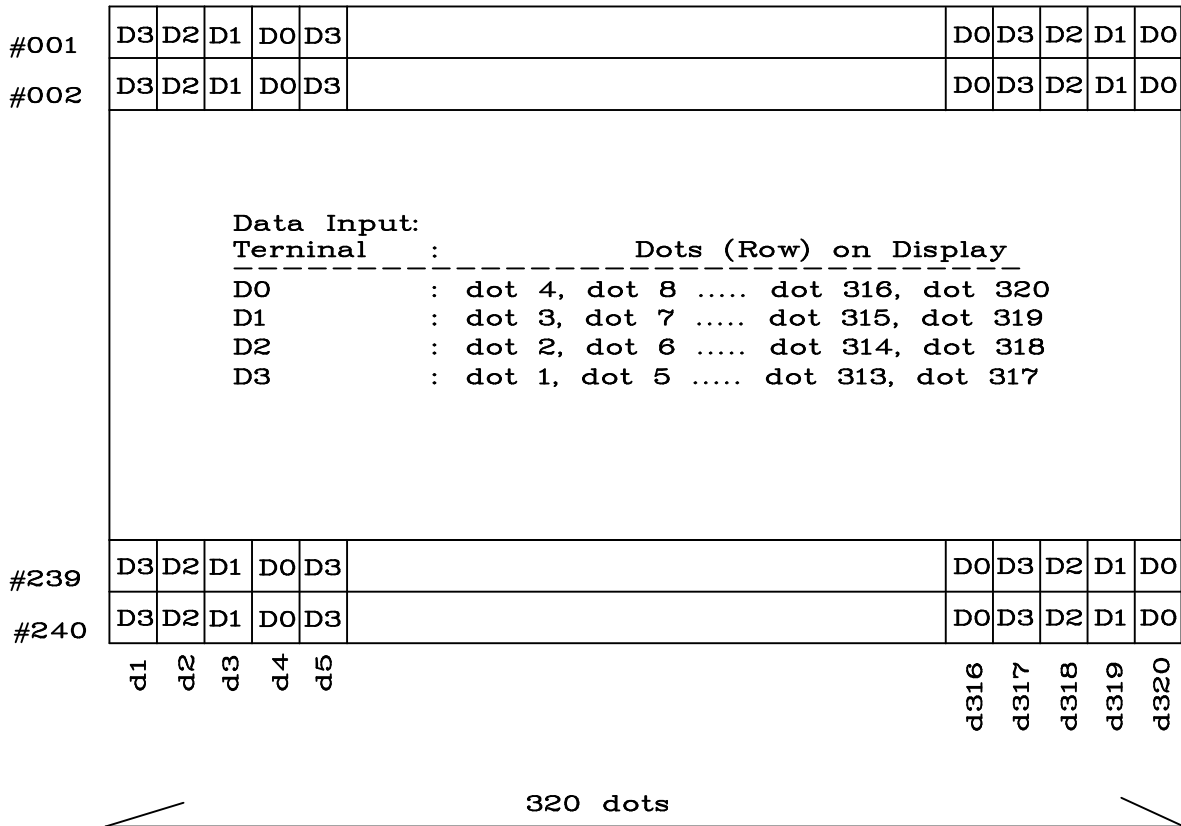 #001 D3 D2 D1 D0 D3 D0 D3 D2 D1 D0
#002 D3 D2 D1 D0 D3 D0 D3 D2 D1 D0
Data Input:
Terninal : Dots (Row) on Display
D0 : dot 4, dot 8 ..... dot 316, dot 320
D1 : dot 3, dot 7 ..... dot 315, dot 319
D2 : dot 2, dot 6 ..... dot 314, dot 318
D3 : dot 1, dot 5 ..... dot 313, dot 317
#239 D3 D2 D1 D0 D3 D0 D3 D2 D1 D0
#240 D3 D2 D1 D0 D3 D0 D3 D2 D1 D0
d1 d2 d3 d4 d5 d316 d317 d318 d319 d320
320 dots